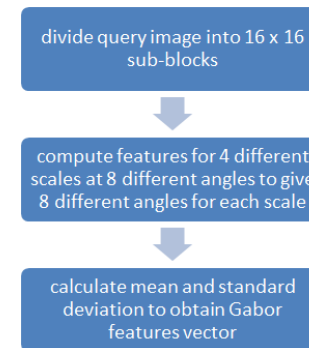 divide query image into 16 x 16
sub-blocks
compute features for 4 different
scales at 8 different angles to give
8 different angles for each scale
calculate mean and standard
deviation to obtain Gabor
features vector